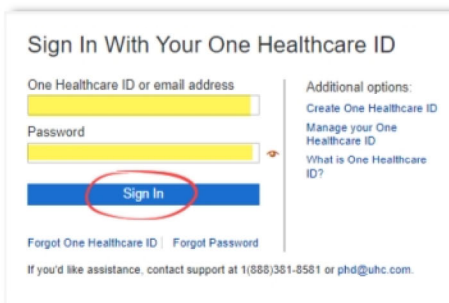 Sign In With Your One Healthcare ID
One Healthcare ID or email address
Password
Sign In
Forgot One Healthcare ID | Forgot Password
Additional options:
Create One Healthcare ID
Manage your One
Healthcare ID
What is One Healthcare
ID?
If you'd like assistance, contact support at 1(888)381-8581 or phd@uhc.com.